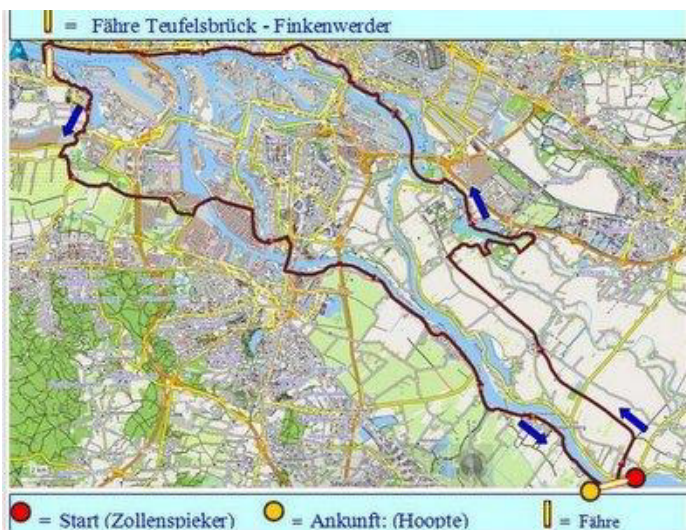 = Fähre Teufelsbrück - Finkenwerder
= Start (Zollenspieker) = Ankunft: (Hoopte) = Fähre